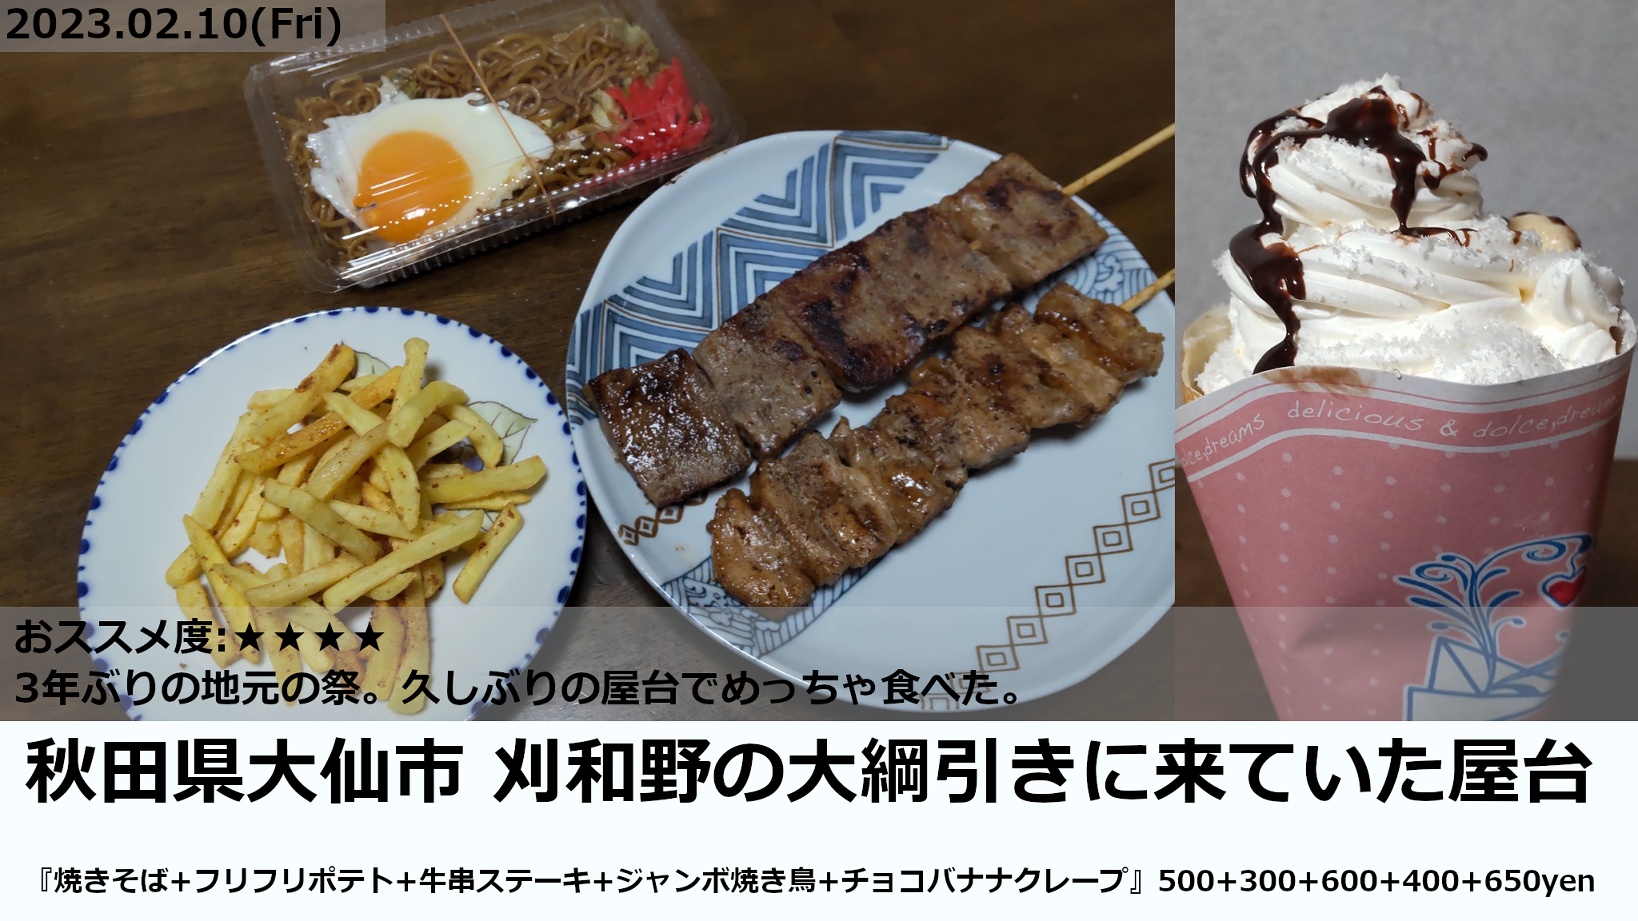 2023.02.10(Fri)
dolce,dreams delicious & dolce,dream
おススメ度:★★★★
3年ぶりの地元の祭。久しぶりの屋台でめっちゃ食べた。
秋田県大仙市 刈和野の大綱引きに来ていた屋台
『焼きそば+フリフリポテト+牛串ステーキ+ジャンボ焼き鳥+チョコバナナクレープ』500+300+600+400+650yen